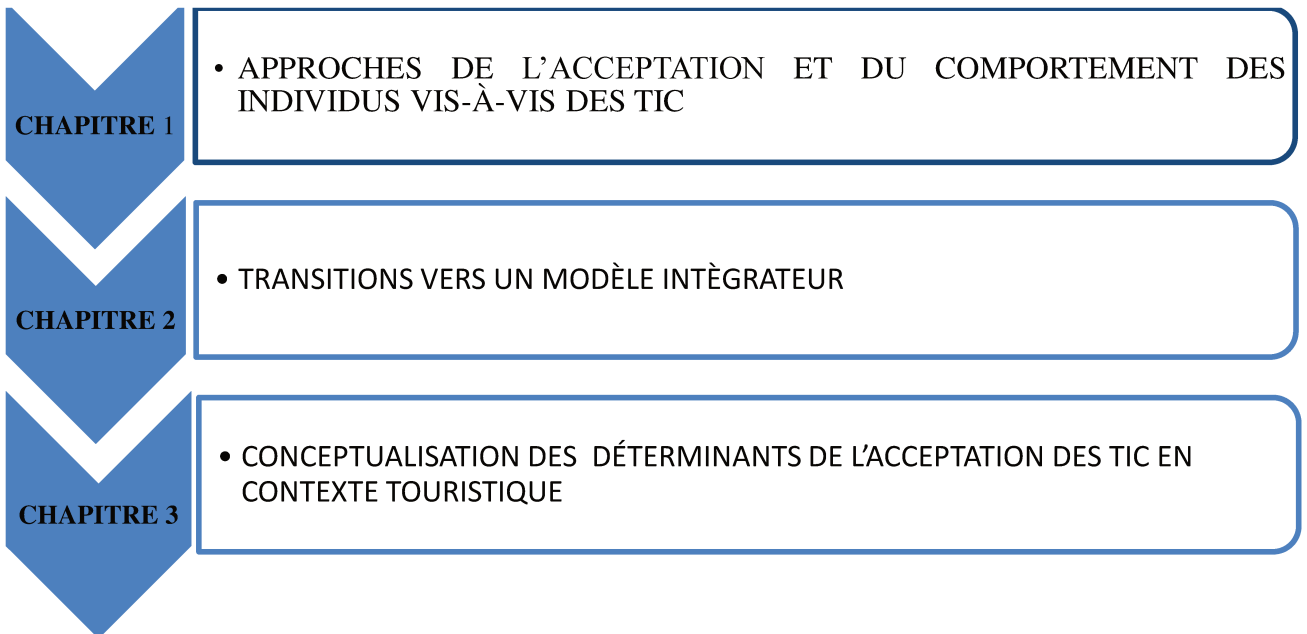 • APPROCHES DE L’ACCEPTATION ET DU COMPORTEMENT DES
INDIVIDUS VIS-À-VIS DES TIC
CHAPITRE 1
• TRANSITIONS VERS UN MODÈLE INTÈGRATEUR
CHAPITRE 2
• CONCEPTUALISATION DES DÉTERMINANTS DE L’ACCEPTATION DES TIC EN
CONTEXTE TOURISTIQUE
CHAPITRE 3